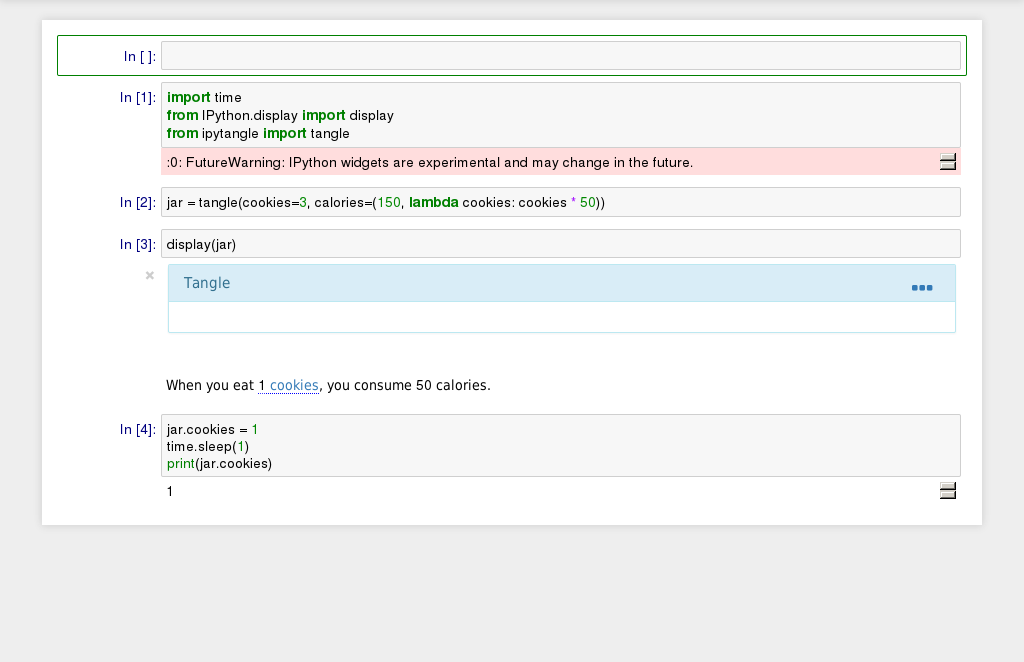 In [ ]:
In [1]: import time
from IPython.display import display
from ipytangle import tangle
:0: FutureWarning: IPython widgets are experimental and may change in the future.
In [2]: jar = tangle(cookies=3, calories=(150, lambda cookies: cookies * 50))
In [3]: display(jar)
×
Tangle
When you eat 1 cookies, you consume 50 calories.
In [4]: jar.cookies = 1
time.sleep(1)
print(jar.cookies)
1